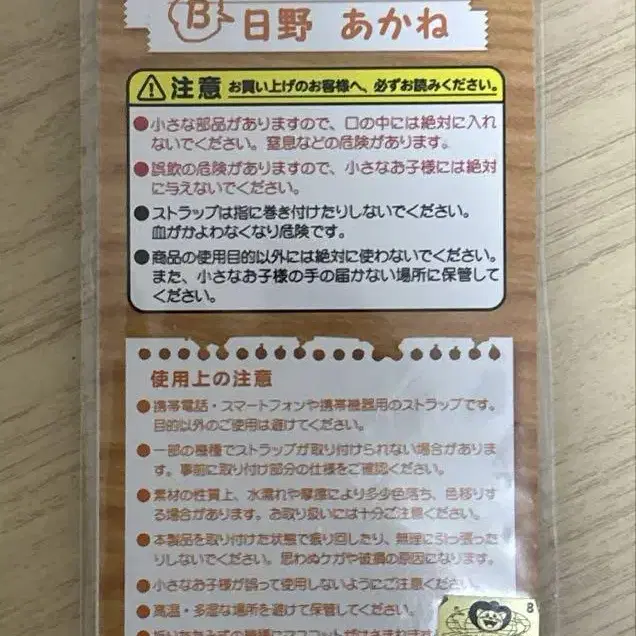 B 日野 あかね
注意 お買い上げのお客様へ、必ずお読みください。
●小さな部品がありますので、口の中には絶対に入れ
ないでください。窒息などの危険があります。
●誤飲の危険がありますので、小さなお子様には絶対
に与えないでください。
●ストラップは指に巻き付けたりしないでください。
血がかよわなくなり危険です。
●商品の使用目的以外には絶対に使わないでください。
また、小さなお子様の手の届かない場所に保管して
ください。
使用上の注意
●携帯電話・スマートフォンや携帯機器用のストラップです。
目的以外のご使用は避けてください。
●一部の機種でストラップが取り付けられない場合がありま
す。事前に取り付け部分の仕様をご確認ください。
●素材の性質上、水濡れや摩擦により多少色落ち、色移りす
る場合があります。お取り扱いには十分ご注意ください。
●本製品を取り付けた状態で振り回したり、無理に引っ張った
りしないでください。思わぬケガや破損の原因になります。
●小さなお子様が誤って使用しないようにご注意ください
●高温・多湿な場所を避けて保管してください。
B